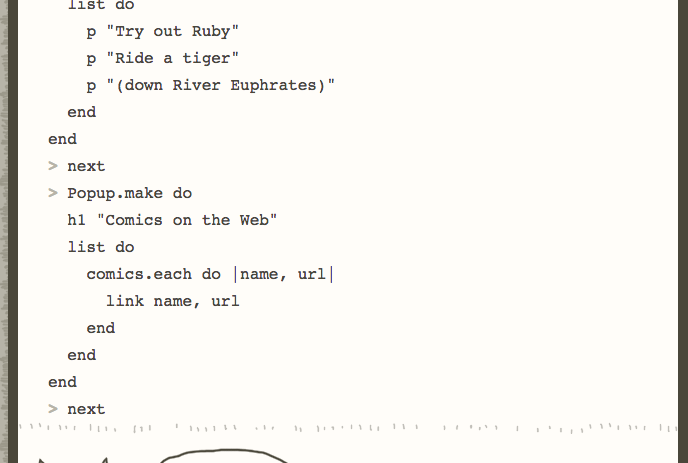 list do
p "Try out Ruby"
p "Ride a tiger"
p "(down River Euphrates)"
end
end
> next
> Popup.make do
h1 "Comics on the Web"
list do
comics.each do |name, url|
link name, url
end
end
end
> next